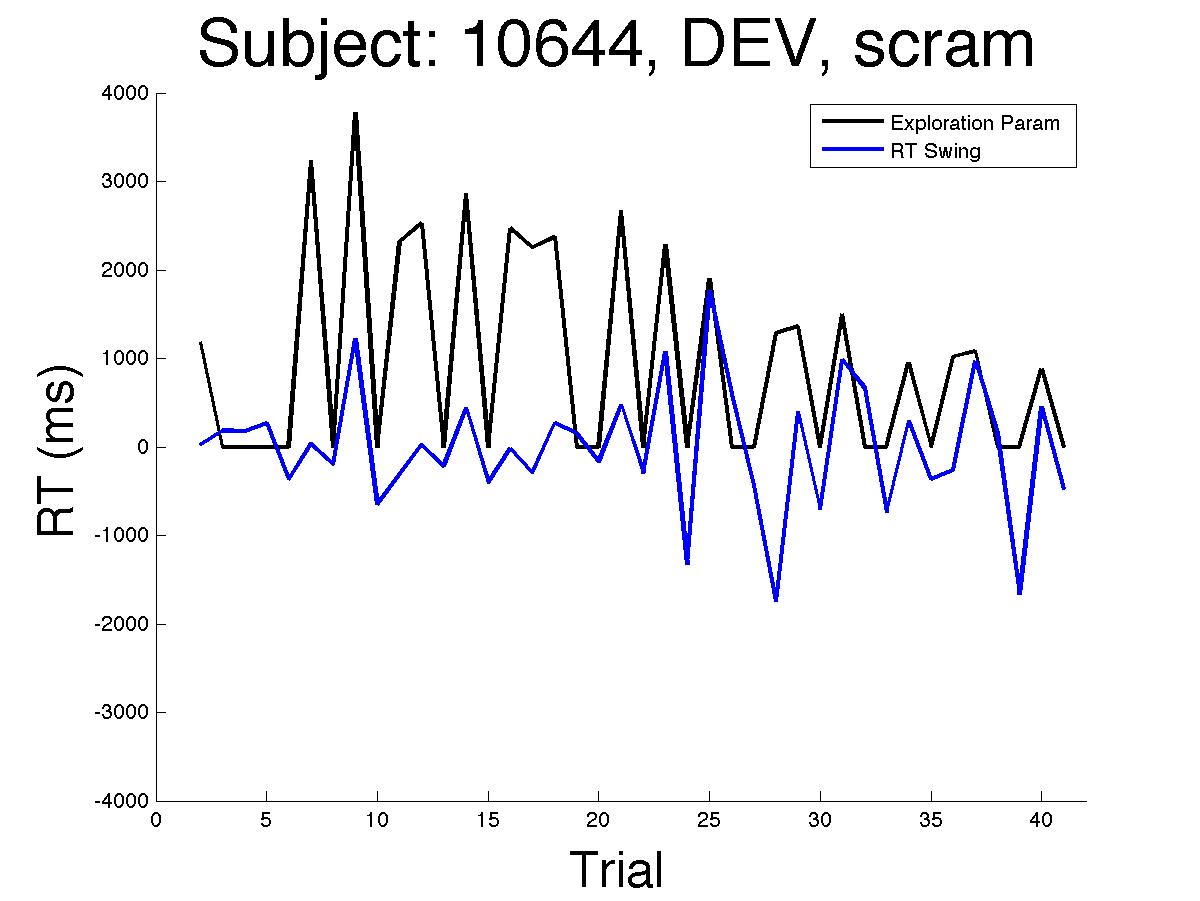 Subject: 10644, DEV, scram
4000
3000
2000
1000
0
-1000
-2000
-3000
-4000
RT (ms)
Exploration Param
RT Swing
0 5 10 15 20 25 30 35 40
Trial